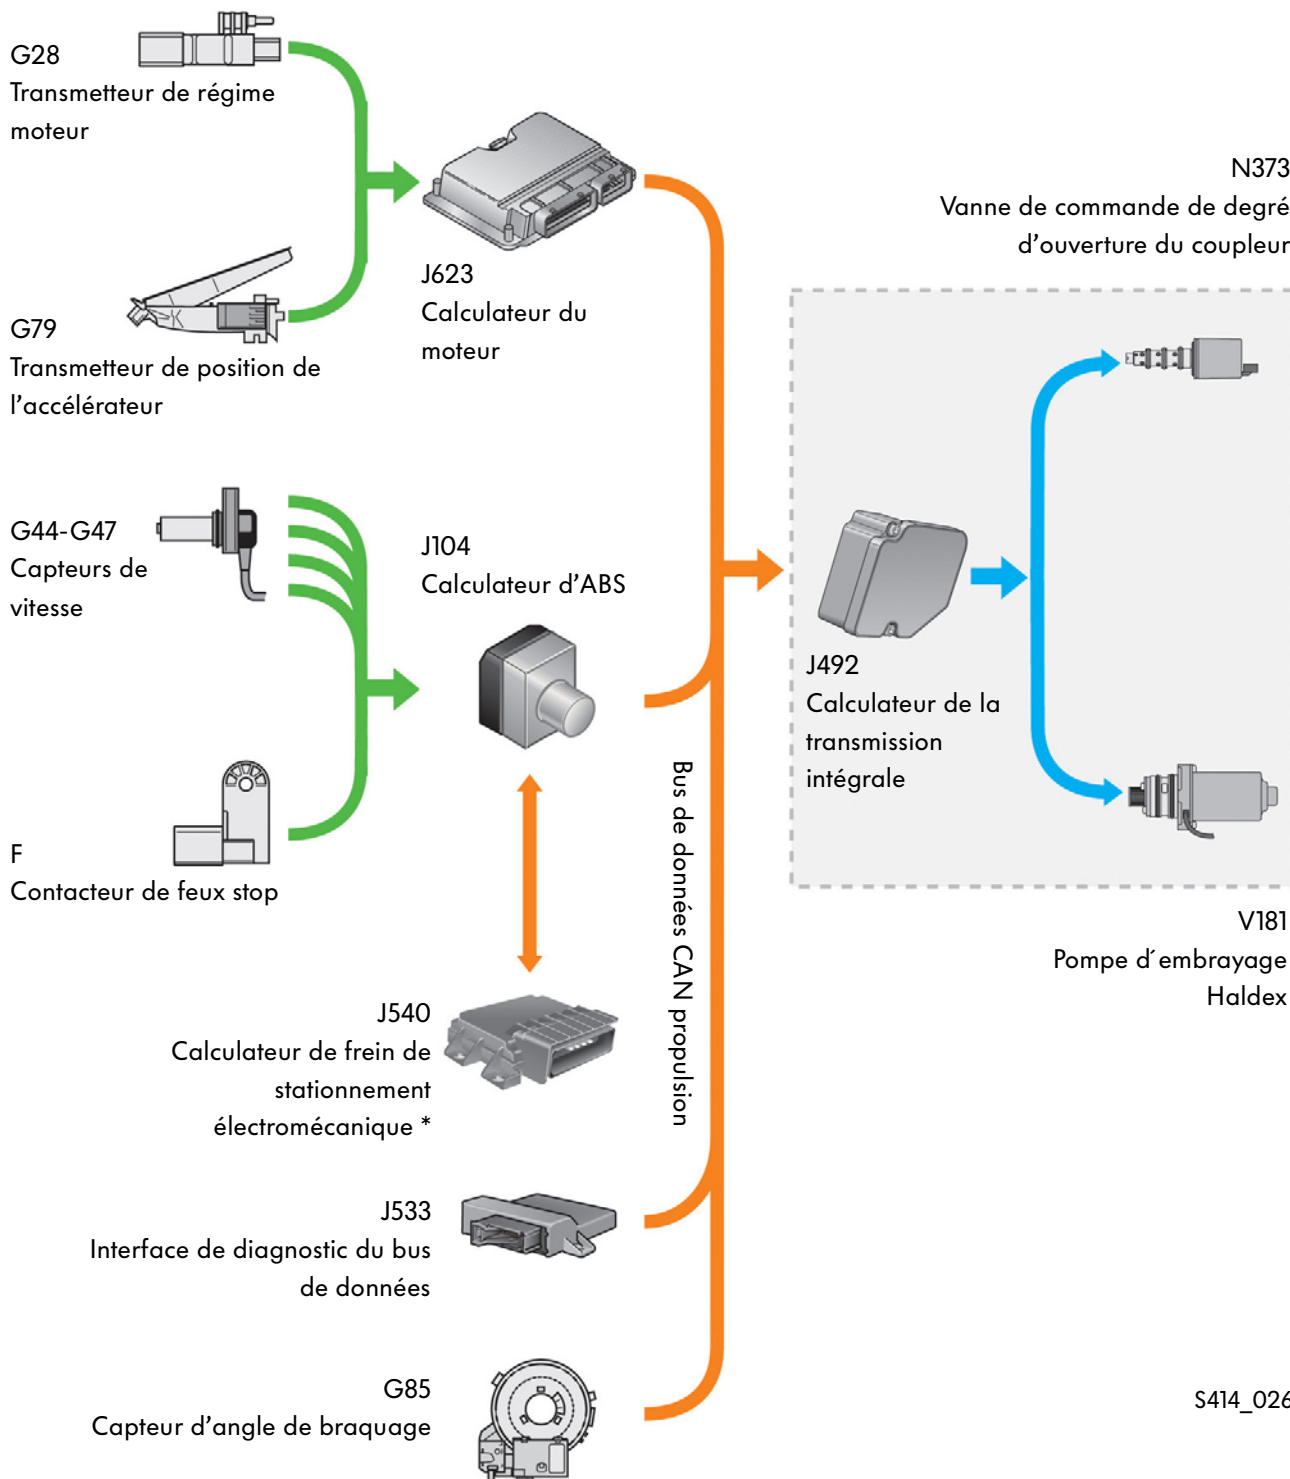 G28
Transmetteur de régime
moteur
G79
Transmetteur de position de
l’accélérateur
J623
Calculateur du
moteur
N373
Vanne de commande de degré
d’ouverture du coupleur
G44-G47
Capteurs de
vitesse
J104
Calculateur d’ABS
J492
Calculateur de la
transmission
intégrale
F
Contacteur de feux stop
Bus de données CAN propulsion
V181
Pompe d´embrayage
Haldex
J540
Calculateur de frein de
stationnement
électromécanique *
J533
Interface de diagnostic du bus
de données
G85
Capteur d’angle de braquage
S414_026